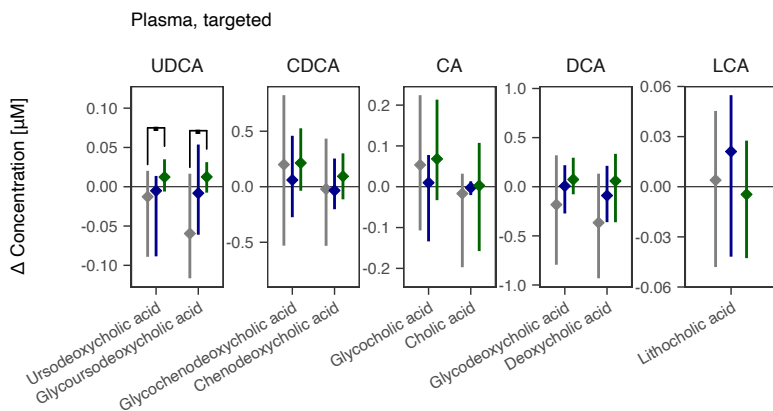 Plasma, targeted
UDCA
CDCA
CA
DCA
LCA
Δ Concentration [µM]
0.10
0.05
0.00
-0.05
-0.10
0.5
0.0
-0.5
0.2
0.1
0.0
-0.1
-0.2
1.0
0.5
0.0
-0.5
-1.0
0.06
0.03
0.00
-0.03
-0.06
Ursodeoxycholic acid
Glycoursodeoxycholic acid
Glycochenodeoxycholic acid
Chenodeoxycholic acid
Glycocholic acid
Cholic acid
Glycodeoxycholic acid
Deoxycholic acid
Lithocholic acid